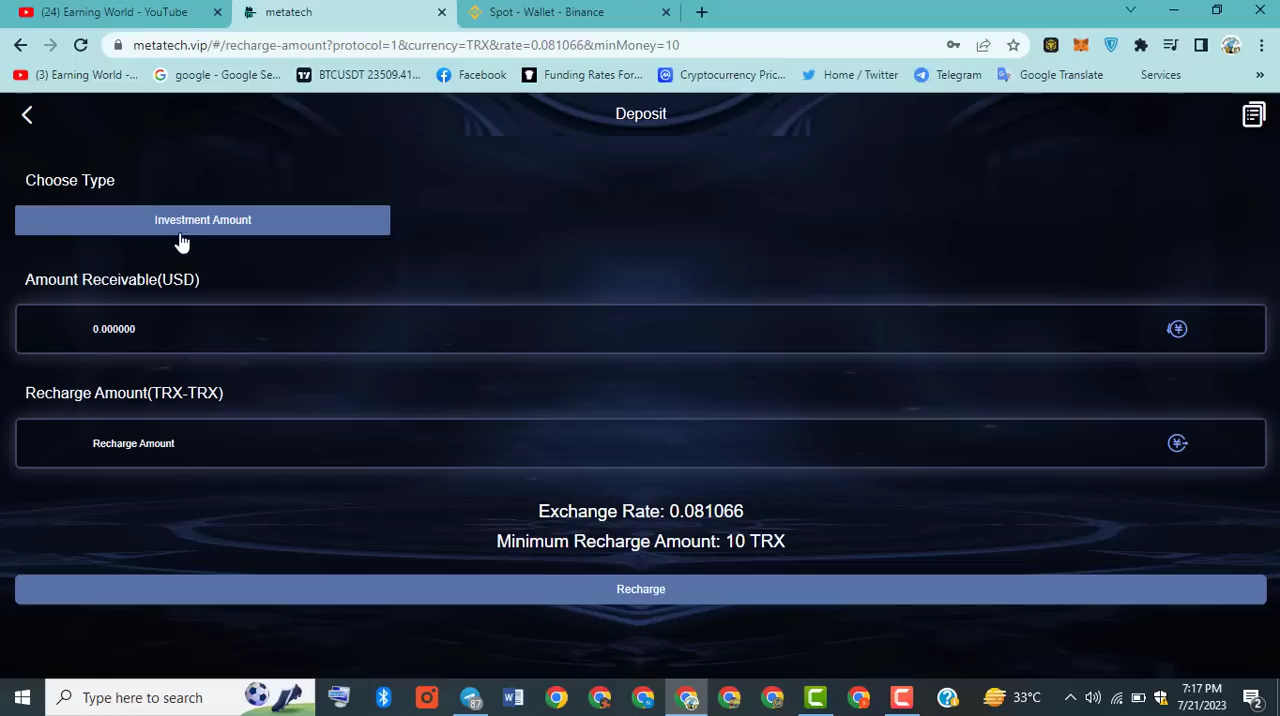 (24) Earning World - YouTube
metatech
Spot - Wallet - Binance
metatech.vip/#/recharge-amount?protocol=1&currency=TRX&rate=0.081066&minMoney=10
(3) Earning World -...
google - Google Se...
BTCUSDT 23509.41...
Facebook
Funding Rates For...
Cryptocurrency Pric...
Home / Twitter
Telegram
Google Translate
Services
»
Deposit
Choose Type
Investment Amount
Amount Receivable(USD)
0.000000
Recharge Amount(TRX-TRX)
Recharge Amount
Exchange Rate: 0.081066
Minimum Recharge Amount: 10 TRX
Recharge
Type here to search
87
33°C
7:17 PM
7/21/2023
2